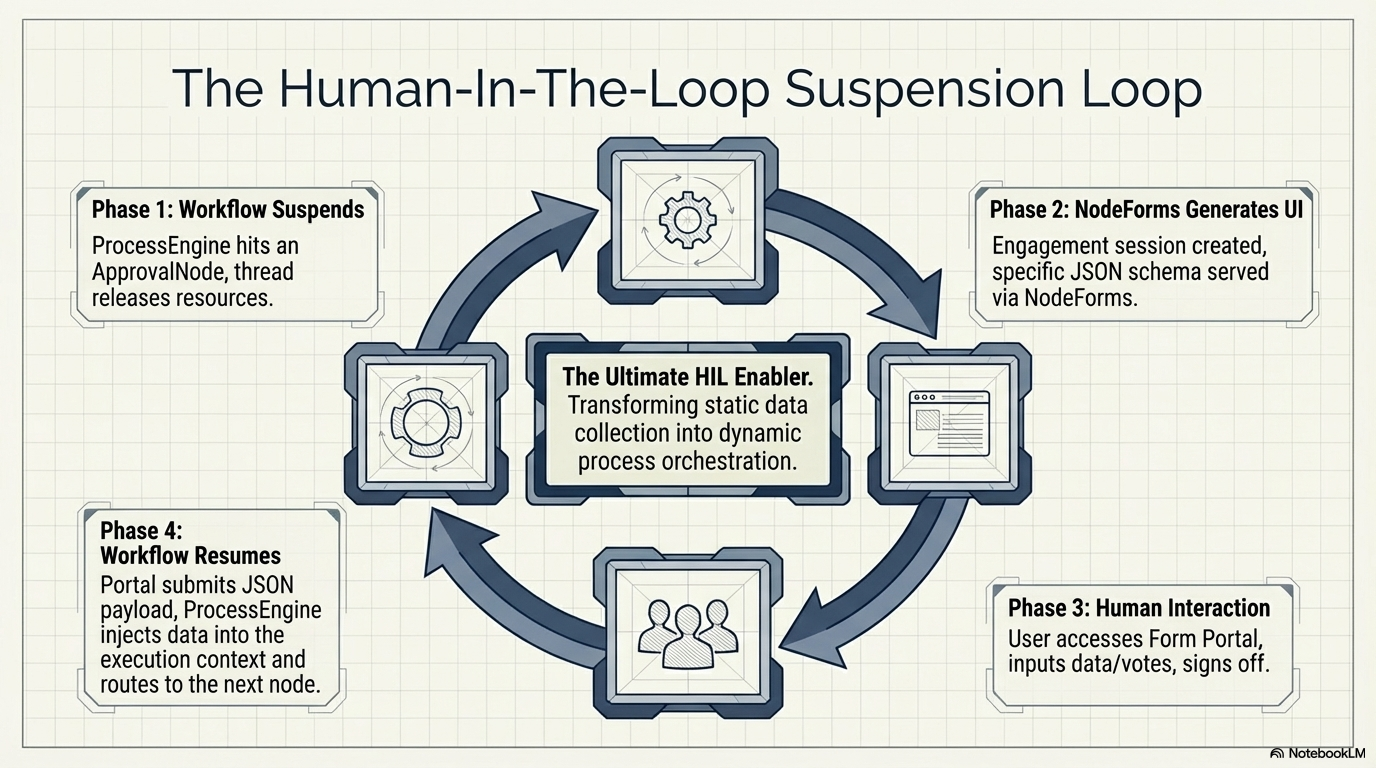 The Human-In-The-Loop Suspension Loop
Phase 1: Workflow Suspends
ProcessEngine hits an
ApprovalNode, thread
releases resources.
Phase 2: NodeForms Generates UI
Engagement session created,
specific JSON schema served
via NodeForms.
The Ultimate HIL Enabler.
Transforming static data
collection into dynamic
process orchestration.
Phase 3: Human Interaction
User accesses Form Portal,
inputs data/votes, signs off.
Phase 4:
Workflow Resumes
Portal submits JSON
payload, ProcessEngine
injects data into the
execution context and
routes to the next node.
NotebookLM